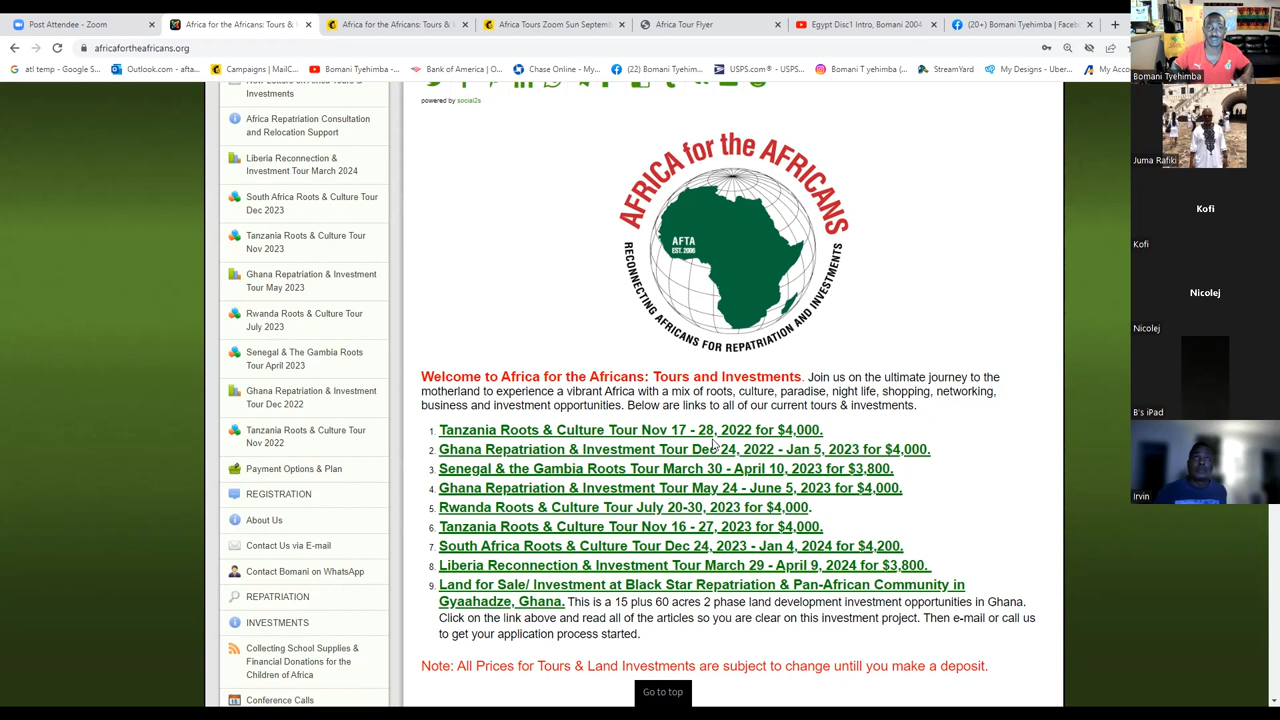 Post Attendee - Zoom
Africa for the Africans: Tours &
Africa for the Africans: Tours &
Africa Tours Zoom Sun Septemb
Africa Tour Flyer
Egypt Disc1 Intro, Bomani 2004
(20+) Bomani Tyehimba | Faceb
africafortheafricans.org
atl temp - Google S...
Outlook.com - afta...
Campaigns | MailC...
Bomani Tyehimba -...
Bank of America | O...
Chase Online - My...
(22) Bomani Tyehim...
USPS.com® - USPS...
Bomani T yehimba (...
StreamYard
My Designs - Uber...
My Accou
Investments
Africa Repatriation Consultation
and Relocation Support
Liberia Reconnection &
Investment Tour March 2024
South Africa Roots & Culture Tour
Dec 2023
Tanzania Roots & Culture Tour
Nov 2023
Ghana Repatriation & Investment
Tour May 2023
Rwanda Roots & Culture Tour
July 2023
Senegal & The Gambia Roots
Tour April 2023
Ghana Repatriation & Investment
Tour Dec 2022
Tanzania Roots & Culture Tour
Nov 2022
Payment Options & Plan
REGISTRATION
About Us
Contact Us via E-mail
Contact Bomani on WhatsApp
REPATRIATION
INVESTMENTS
Collecting School Supplies &
Financial Donations for the
Children of Africa
Conference Calls
powered by social2s
AFRICA for the AFRICANS
AFTA
EST. 2006
RECONNECTING AFRICANS FOR REPATRIATION AND INVESTMENTS
Welcome to Africa for the Africans: Tours and Investments. Join us on the ultimate journey to the
motherland to experience a vibrant Africa with a mix of roots, culture, paradise, night life, shopping, networking,
business and investment opportunities. Below are links to all of our current tours & investments.
1. Tanzania Roots & Culture Tour Nov 17 - 28, 2022 for $4,000.
2. Ghana Repatriation & Investment Tour Dec 24, 2022 - Jan 5, 2023 for $4,000.
3. Senegal & the Gambia Roots Tour March 30 - April 10, 2023 for $3,800.
4. Ghana Repatriation & Investment Tour May 24 - June 5, 2023 for $4,000.
5. Rwanda Roots & Culture Tour July 20-30, 2023 for $4,000.
6. Tanzania Roots & Culture Tour Nov 16 - 27, 2023 for $4,000.
7. South Africa Roots & Culture Tour Dec 24, 2023 - Jan 4, 2024 for $4,200.
8. Liberia Reconnection & Investment Tour March 29 - April 9, 2024 for $3,800.
9. Land for Sale/ Investment at Black Star Repatriation & Pan-African Community in
Gyaahadze, Ghana. This is a 15 plus 60 acres 2 phase land development investment opportunities in Ghana.
Click on the link above and read all of the articles so you are clear on this investment project. Then e-mail or call us
to get your application process started.
Note: All Prices for Tours & Land Investments are subject to change untill you make a deposit.
Go to top
Bomani Tyehimba
Juma Rafiki
Kofi
Kofi
Nicolej
Nicolej
B's iPad
Irvin